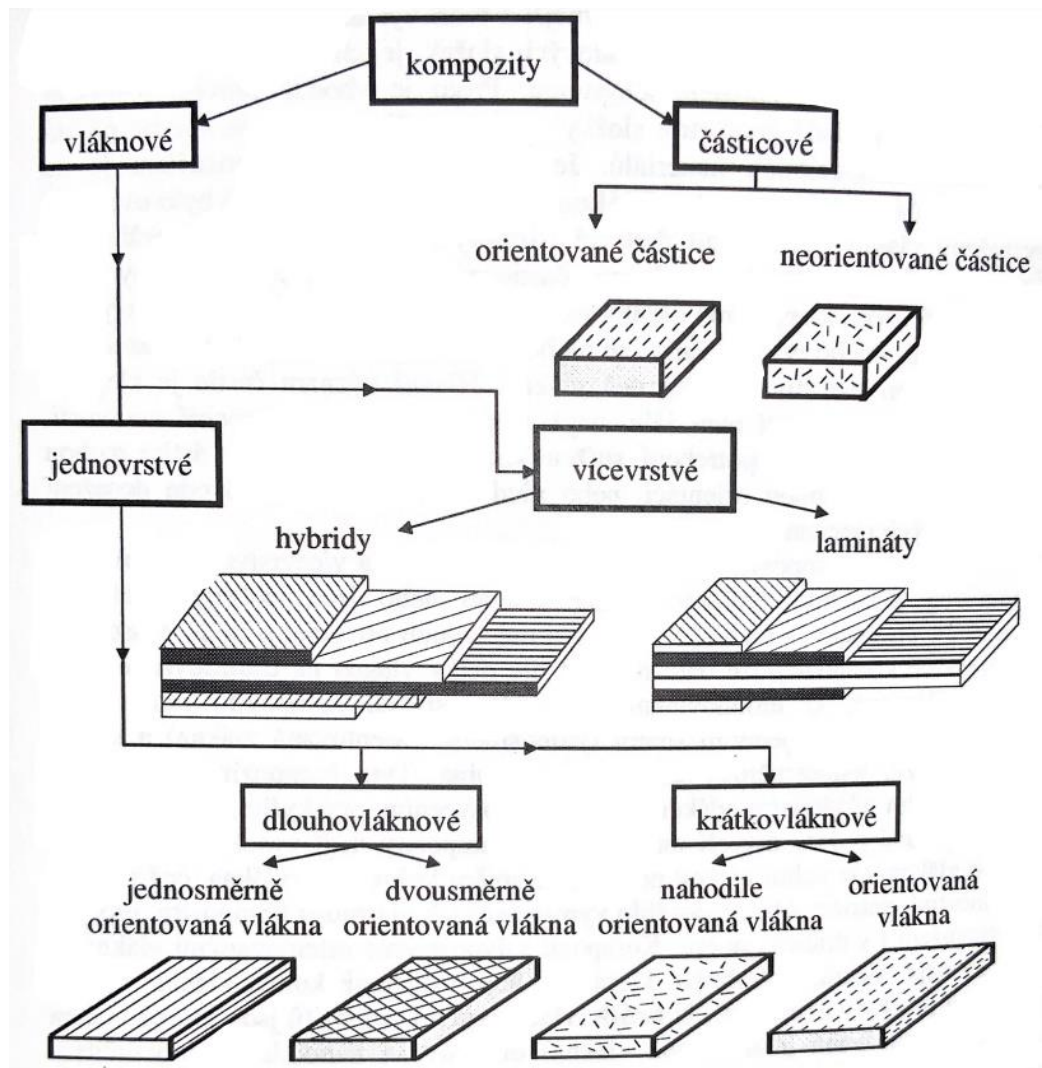 kompozity
vláknové
částicové
orientované částice
neorientované částice
jednovrstvé
vícevrstvé
hybridy
lamináty
dlouhovláknové
krátkovláknové
jednosměrně
orientovaná vlákna
dvousměrně
orientovaná vlákna
nahodile
orientovaná vlákna
orientovaná
vlákna